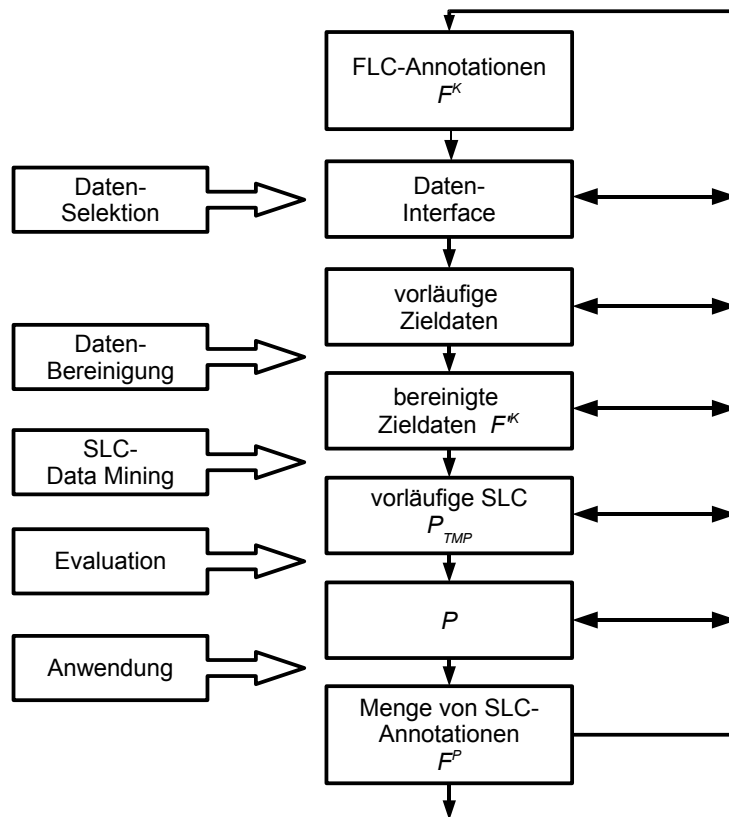 FLC-Annotationen
F^K
Daten-
Selektion
Daten-
Interface
vorläufige
Zieldaten
Daten-
Bereinigung
bereinigte
Zieldaten F'^K
SLC-
Data Mining
vorläufige SLC
P_TMP
Evaluation
P
Anwendung
Menge von SLC-
Annotationen
F^P